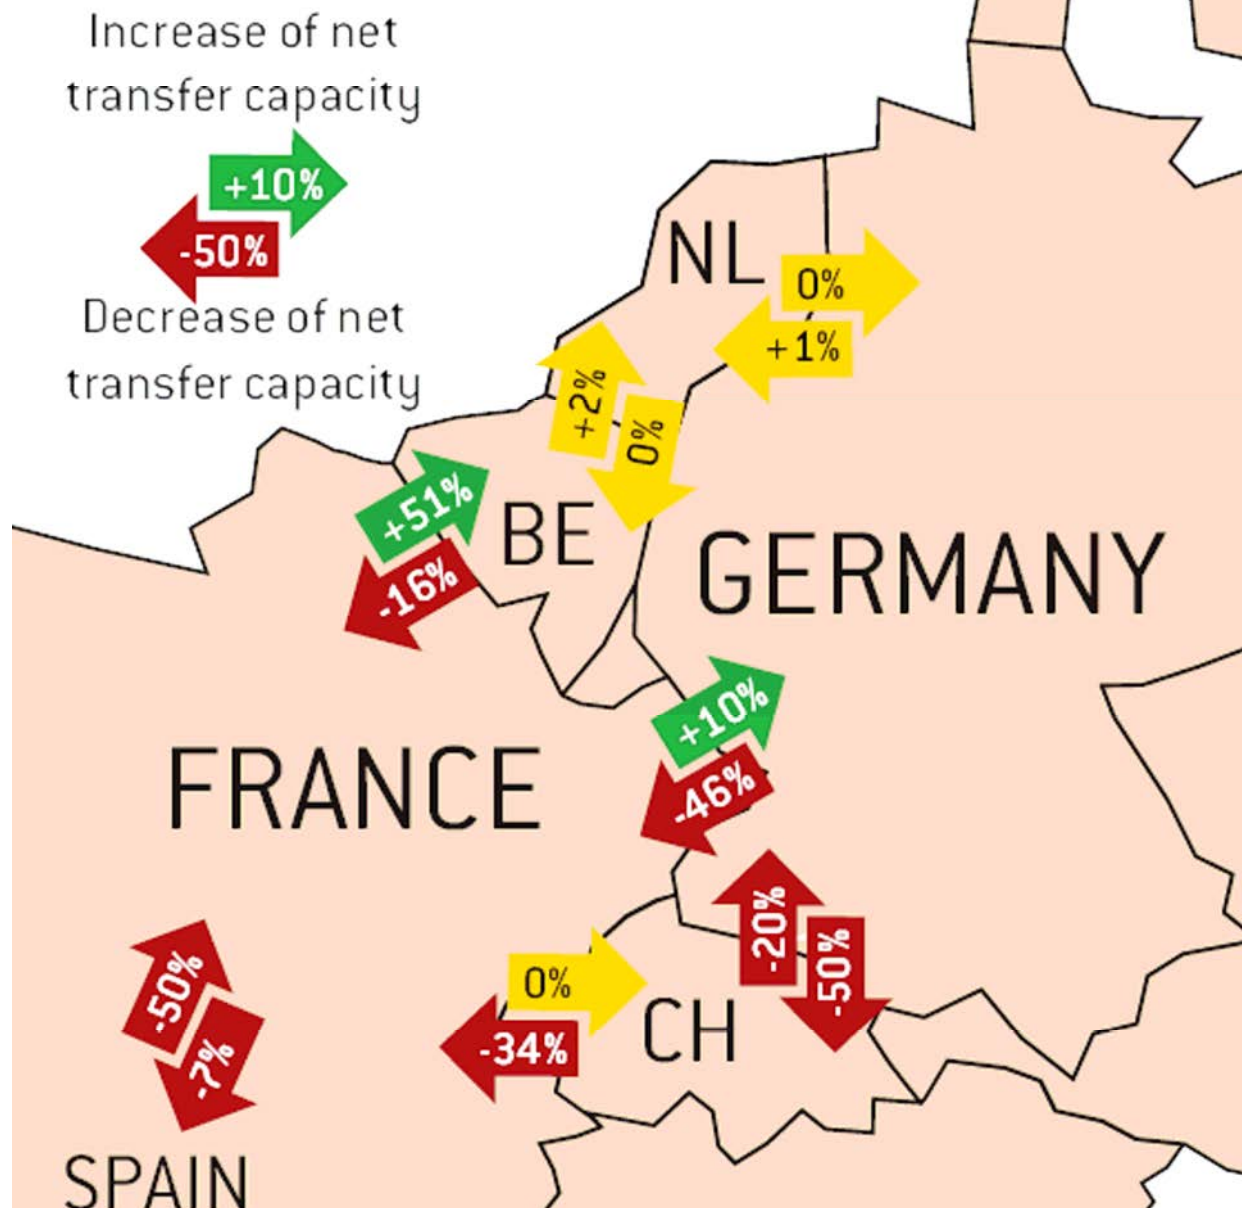 Increase of net
transfer capacity
+10%
-50%
Decrease of net
transfer capacity
NL
0%
+1%
+2%
0%
+51%
-16%
BE
GERMANY
+10%
-46%
FRANCE
-20%
-50%
0%
-34%
CH
-50%
-7%
SPAIN